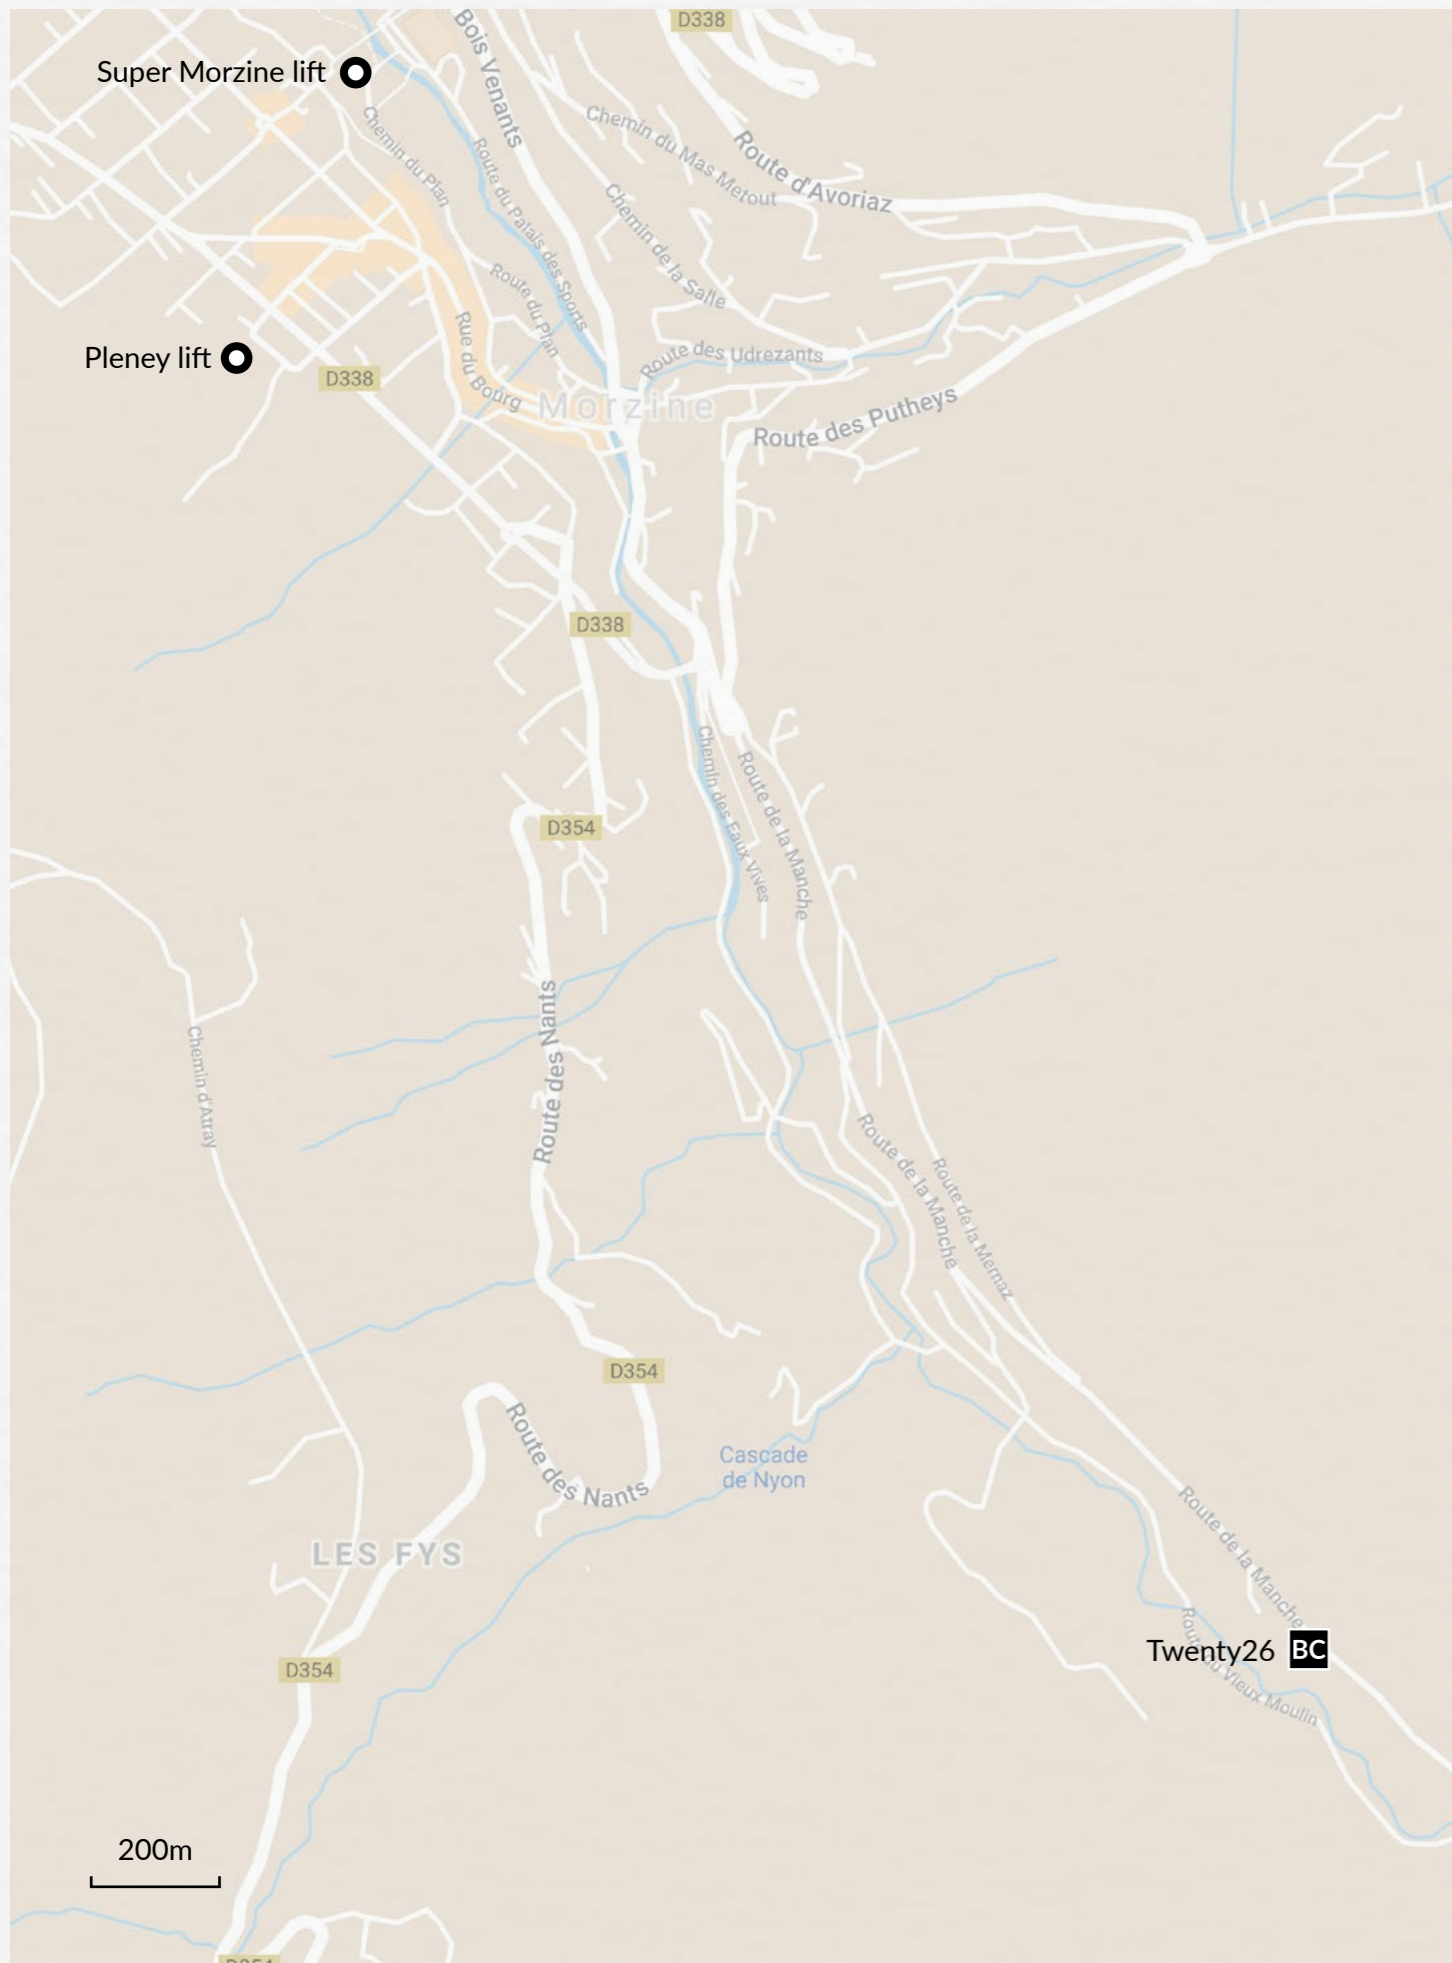 D338
Super Morzine lift
Bois Venants
Chemin du Plan
Route du Palais des Sports
Chemin du Mas Metout
Route d'Avoriaz
Chemin de la Salle
Route du Plan
Rue du Bourg
Pleney lift
D338
Route des Udrezants
Morzine
Route des Putheys
D338
Chemin des Eaux Vives
Route de la Manche
D354
Route des Nants
Chemin d'Atray
Route de la Manche
Route de la Mernaz
D354
Route des Nants
Cascade
de Nyon
Route de la Manche
LES FYS
Twenty26 BC
Route du Vieux Moulin
D354
200m
D354